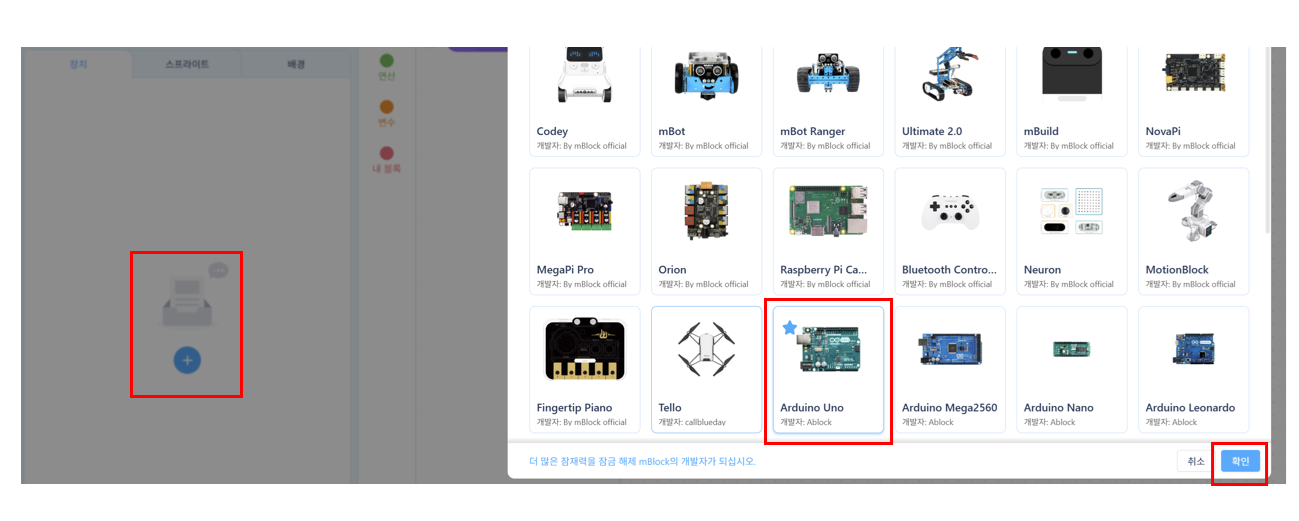 장치
스프라이트
배경
연산
변수
내 블록
Codey
개발자: By mBlock official
mBot
개발자: By mBlock official
mBot Ranger
개발자: By mBlock official
Ultimate 2.0
개발자: By mBlock official
mBuild
개발자: By mBlock official
NovaPi
개발자: By mBlock official
MegaPi Pro
개발자: By mBlock official
Orion
개발자: By mBlock official
Raspberry Pi Ca...
개발자: By mBlock official
Bluetooth Contro...
개발자: By mBlock official
Neuron
개발자: By mBlock official
MotionBlock
개발자: By mBlock official
Fingertip Piano
개발자: By mBlock official
Tello
개발자: callblueday
Arduino Uno
개발자: Ablock
Arduino Mega2560
개발자: Ablock
Arduino Nano
개발자: Ablock
Arduino Leonardo
개발자: Ablock
더 많은 잠재력을 잠금 해제 mBlock의 개발자가 되십시오.
취소
확인